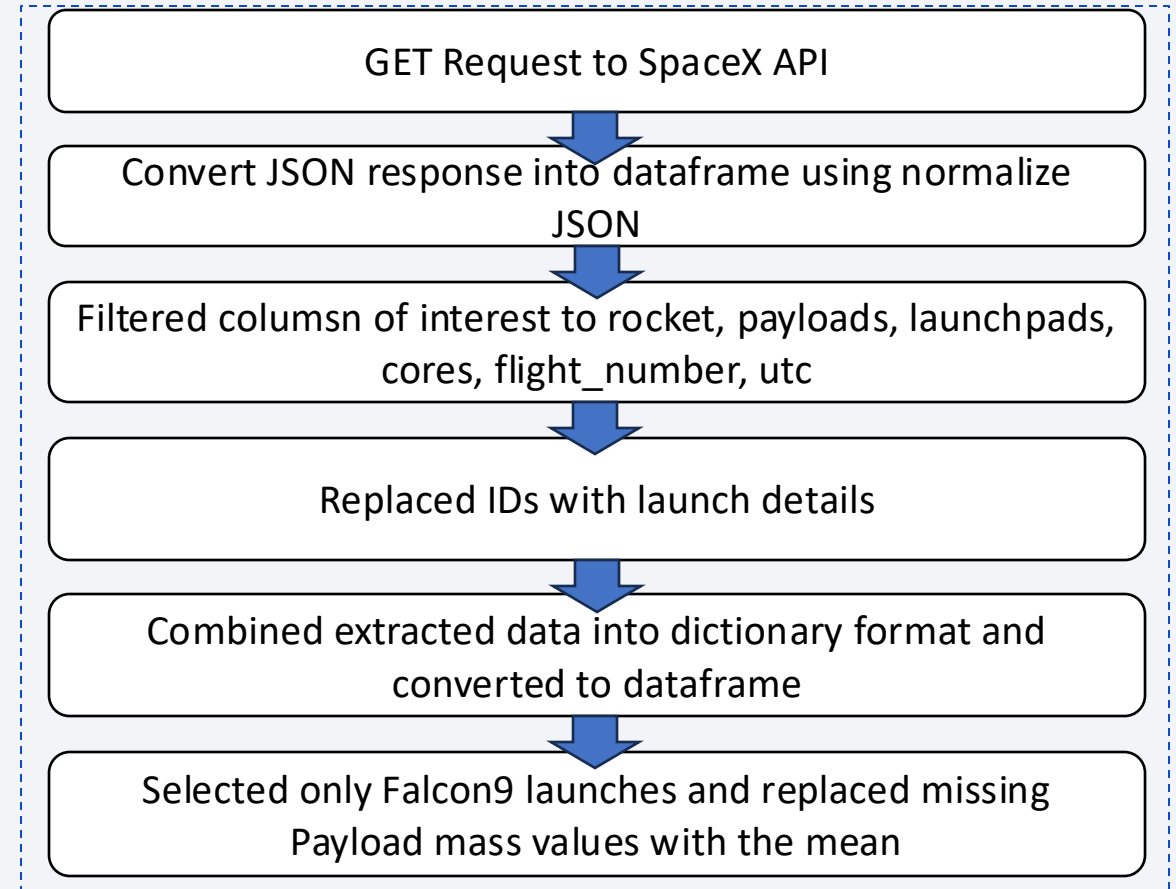 GET Request to SpaceX API
Convert JSON response into dataframe using normalize
JSON
Filtered columsn of interest to rocket, payloads, launchpads,
cores, flight_number, utc
Replaced IDs with launch details
Combined extracted data into dictionary format and
converted to dataframe
Selected only Falcon9 launches and replaced missing
Payload mass values with the mean